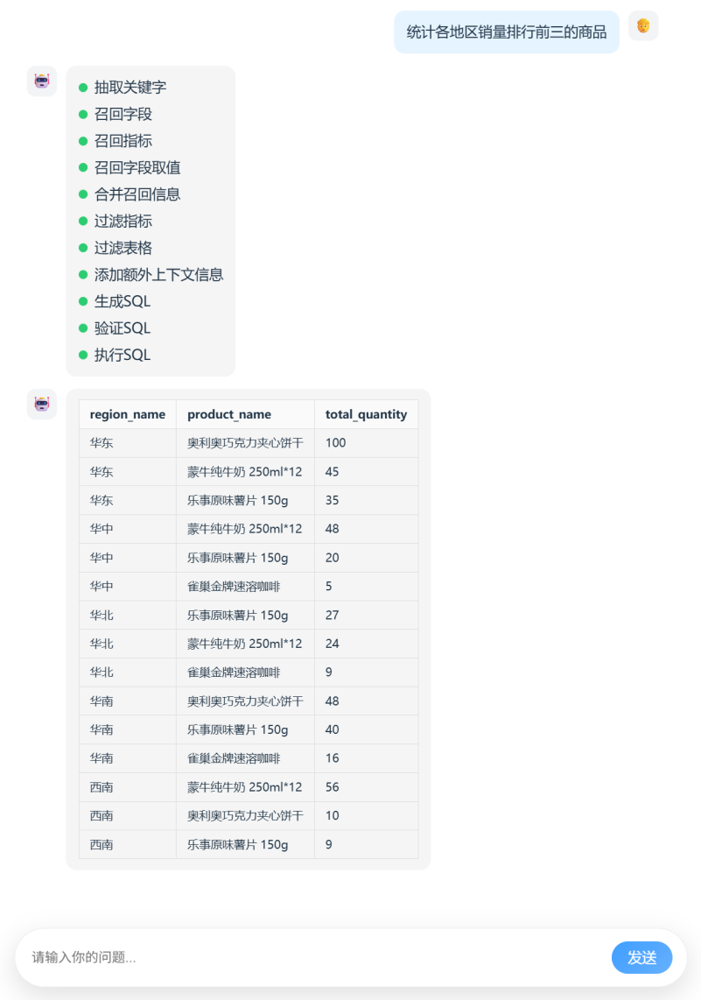 统计各地区销量排行前三的商品
抽取关键字
召回字段
召回指标
召回字段取值
合并召回信息
过滤指标
过滤表格
添加额外上下文信息
生成SQL
验证SQL
执行SQL
region_name product_name total_quantity
华东 奥利奥巧克力夹心饼干 100
华东 蒙牛纯牛奶 250ml*12 45
华东 乐事原味薯片 150g 35
华中 蒙牛纯牛奶 250ml*12 48
华中 乐事原味薯片 150g 20
华中 雀巢金牌速溶咖啡 5
华北 乐事原味薯片 150g 27
华北 蒙牛纯牛奶 250ml*12 24
华北 雀巢金牌速溶咖啡 9
华南 奥利奥巧克力夹心饼干 48
华南 乐事原味薯片 150g 40
华南 雀巢金牌速溶咖啡 16
西南 蒙牛纯牛奶 250ml*12 56
西南 奥利奥巧克力夹心饼干 10
西南 乐事原味薯片 150g 9
请输入你的问题... 发送